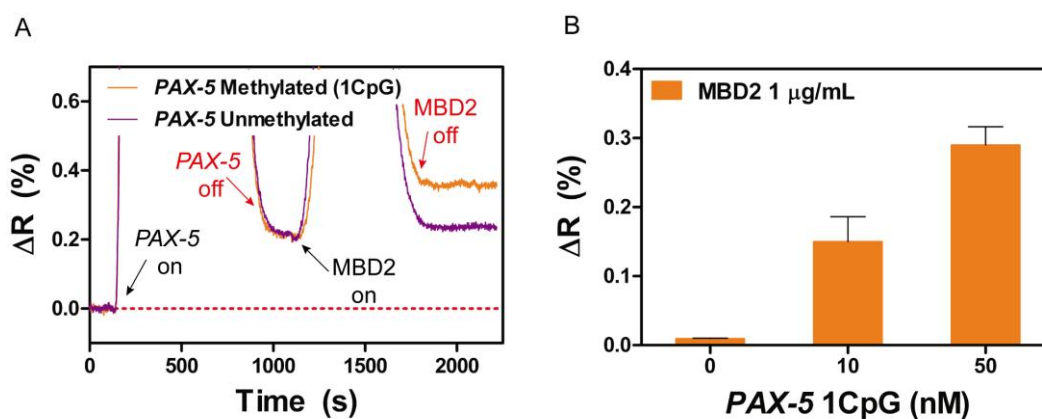 A
ΔR (%)
0.6
0.4
0.2
0.0
PAX-5 Methylated (1CpG)
PAX-5 Unmethylated
PAX-5
on
PAX-5
off
MBD2
on
MBD2
off
0 500 1000 1500 2000
Time (s)
B
ΔR (%)
0.4
0.3
0.2
0.1
0.0
MBD2 1 μg/mL
0 10 50
PAX-5 1CpG (nM)